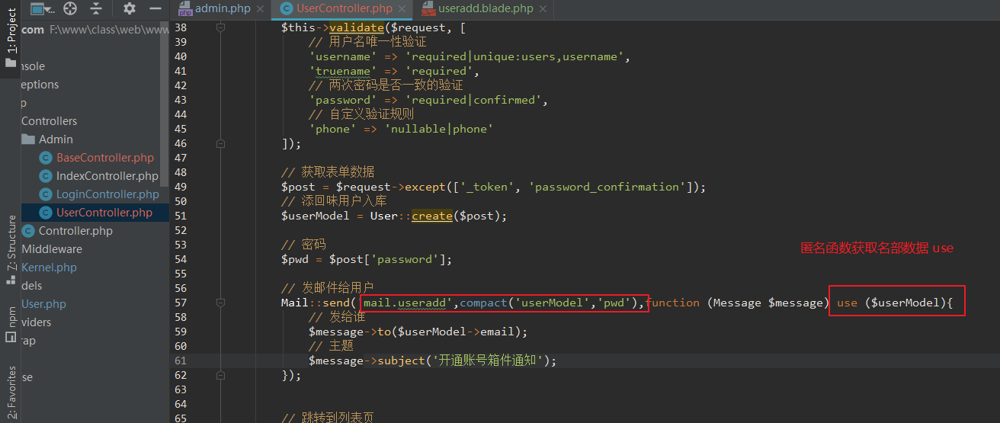 admin.php
UserController.php
useradd.blade.php
1: Project
com F:\www\class\web\www
nsole
eptions
p
Controllers
Admin
BaseController.php
IndexController.php
LoginController.php
UserController.php
Controller.php
Middleware
Kernel.php
dels
User.php
viders
rap
se
7: Structure
npm
2: Favorites
38 $this->validate($request, [
39 // 用户名唯一性验证
40 'username' => 'required|unique:users,username',
41 'truename' => 'required',
42 // 两次密码是否一致的验证
43 'password' => 'required|confirmed',
44 // 自定义验证规则
45 'phone' => 'nullable|phone'
46 ]);
47
48 // 获取表单数据
49 $post = $request->except(['_token', 'password_confirmation']);
50 // 添回味用户入库
51 $userModel = User::create($post);
52
53 // 密码
匿名函数获取名部数据 use
54 $pwd = $post['password'];
55
56 // 发邮件给用户
57 Mail::send('mail.useradd',compact('userModel','pwd'),function (Message $message) use ($userModel){
58 // 发给谁
59 $message->to($userModel->email);
60 // 主题
61 $message->subject('开通账号箱件通知');
62 });
63
64
65 // 跳转到列表页